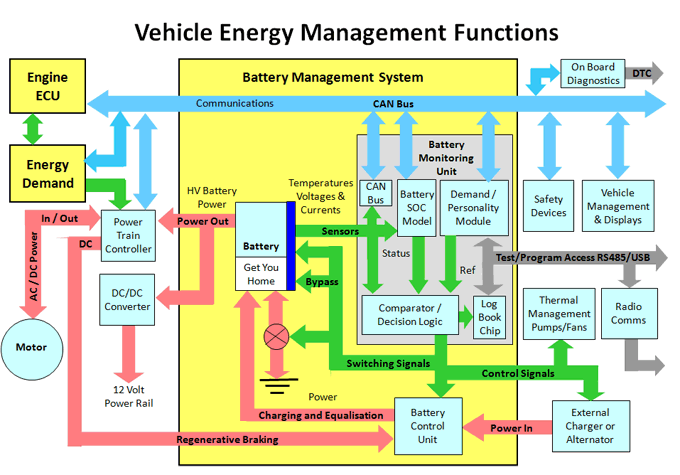 Vehicle Energy Management Functions
Engine
ECU
Battery Management System
On Board
Diagnostics
DTC
Communications
CAN Bus
Energy
Demand
Battery
Monitoring
Unit
HV Battery
Power
Temperatures
Voltages &
Currents
CAN
Bus
Battery
SOC
Model
Demand /
Personality
Module
Safety
Devices
Vehicle
Management
& Displays
In / Out
Power
Train
Controller
Power Out
Sensors
DC
Battery
Status
Test/Program Access RS485/USB
AC / DC Power
Get You
Home
Bypass
Ref
DC/DC
Converter
Comparator /
Decision Logic
Log
Book
Chip
Thermal
Management
Pumps/Fans
Radio
Comms
Motor
Switching Signals
Control Signals
12 Volt
Power Rail
Power
Charging and Equalisation
Battery
Control
Unit
Power In
External
Charger or
Alternator
Regenerative Braking